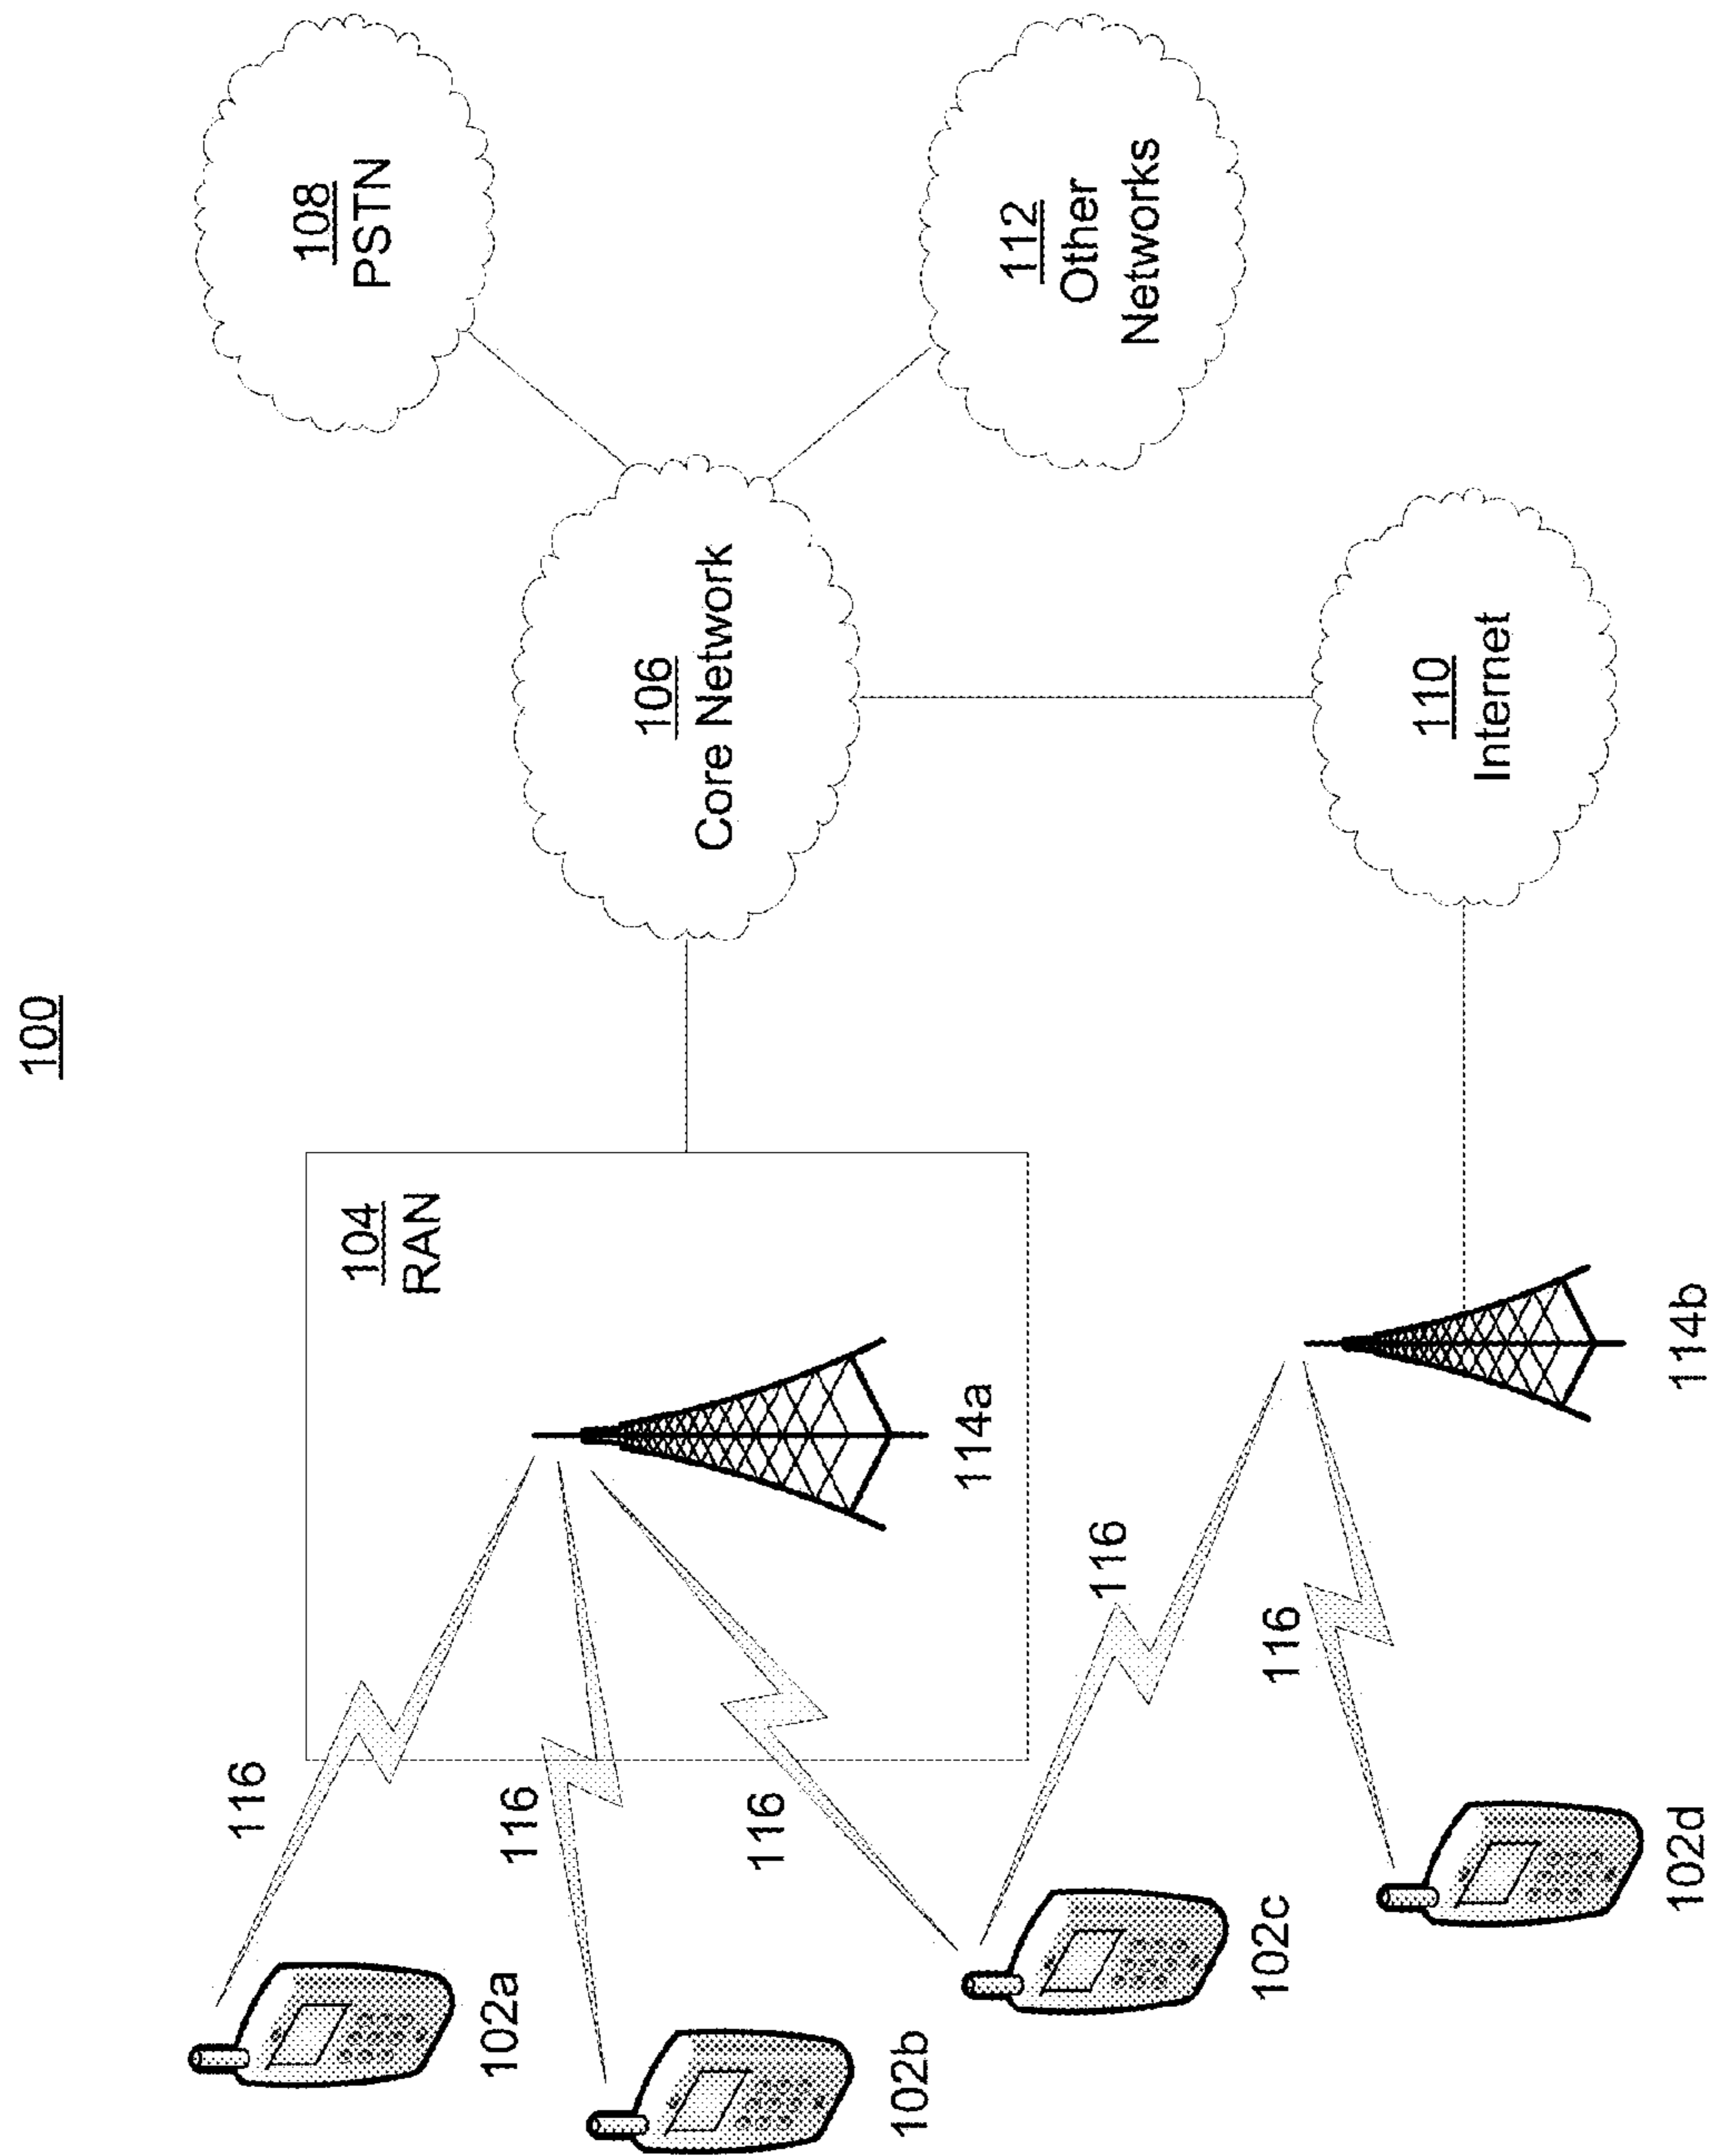 100
108
PSTN
104
RAN
106
Core Network
112
Other
Networks
110
Internet
114a
114b
116
116
116
116
116
102a
102b
102c
102d